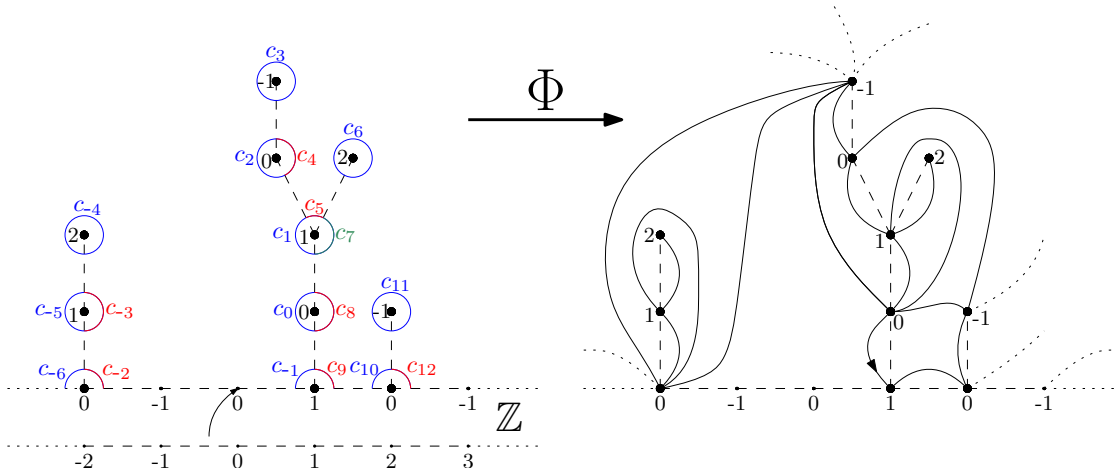 c3
-1
Φ
c6
-1
c2 0 c4 2
0 2
c-4
c5
2
c1 1 c7
2
1
c-5 1 c-3
c0 0 c8
c11
-1
1
0
-1
c-6 c-2
c-1 c9 c10 c12
0 -1 0 1 0 -1
0 -1 0 1 0 -1
ℤ
-2 -1 0 1 2 3